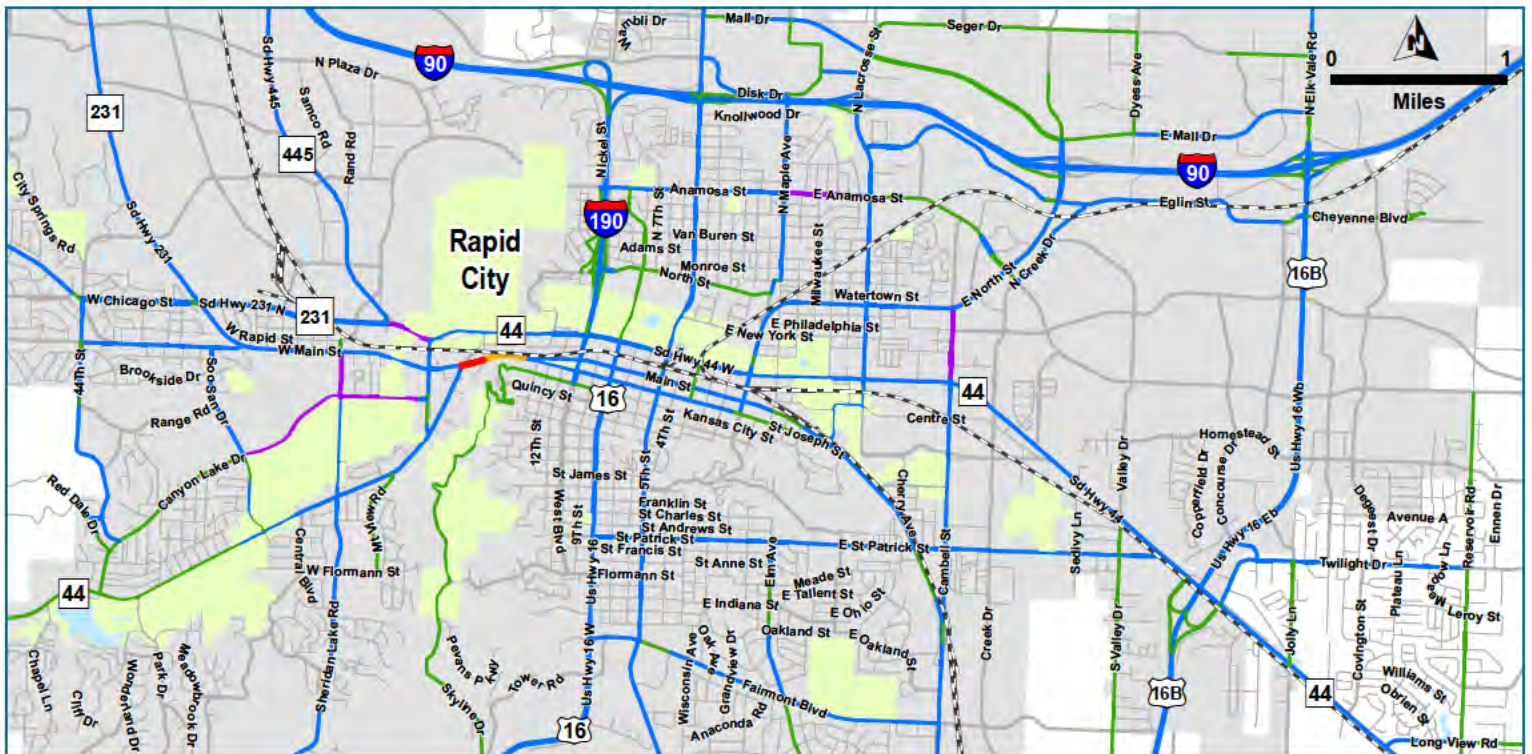 Wambli Dr
Mall Dr
Seger Dr
N Lacrosse St
Dyess Ave
N Elk Vale Rd
N
0
1
Miles
90
N Plaza Dr
Sd Hwy 445
Samco Rd
Rand Rd
231
445
Disk Dr
Knollwood Dr
Nickel St
N Maple Ave
E Mall Dr
90
Anamosa St
E Anamosa St
Eglin St
Cheyenne Blvd
City Springs Rd
Sd Hwy 231
190
N 7Th St
Van Buren St
Adams St
Monroe St
North St
Milwaukee St
Rapid
City
E North St
N Creek Dr
16B
W Chicago St
Sd Hwy 231 N
231
Watertown St
E Philadelphia St
E New York St
44
W Rapid St
W Main St
Sd Hwy 44 W
44Th St
Brookside Dr
Soo San Dr
Range Rd
Quincy St
16
Main St
Kansas City St
St Joseph St
44
Centre St
Canyon Lake Dr
Red Dale Dr
12Th St
4Th St
St James St
5Th St
Cherry Ave
Valley Dr
Homestead St
Copperfield Dr
Concourse Dr
Us Hwy 16 Wb
Sd Hwy 44
Degeest Dr
Avenue A
Reservoir Rd
Ennen Dr
West Blvd
9Th St
Franklin St
St Charles St
St Andrews St
St Patrick St
St Francis St
E St Patrick St
Mt View Rd
Central Blvd
W Flormann St
Us Hwy 16
Flormann St
St Anne St
Elm Ave
Meade St
E Tallent St
E Indiana St
E Ohio St
Cambell St
Sedivy Ln
Us Hwy 16 Eb
Twilight Dr
Plateau Ln
Meadow Ln
W Leroy St
44
Sheridan Lake Rd
Pevans Pkwy
Tower Rd
Skyline Dr
Us Hwy 16 W
Oakland St
E Oakland St
Oak Ave
Wisconsin Ave
Grandview Dr
Creek Dr
S Valley Dr
Jolly Ln
Covington St
Chapel Ln
Cliff Dr
Wonderland Dr
Park Dr
Meadowbrook Dr
Fairmont Blvd
Anaconda Rd
16
16B
44
Williams St
Obrien St
Long View Rd